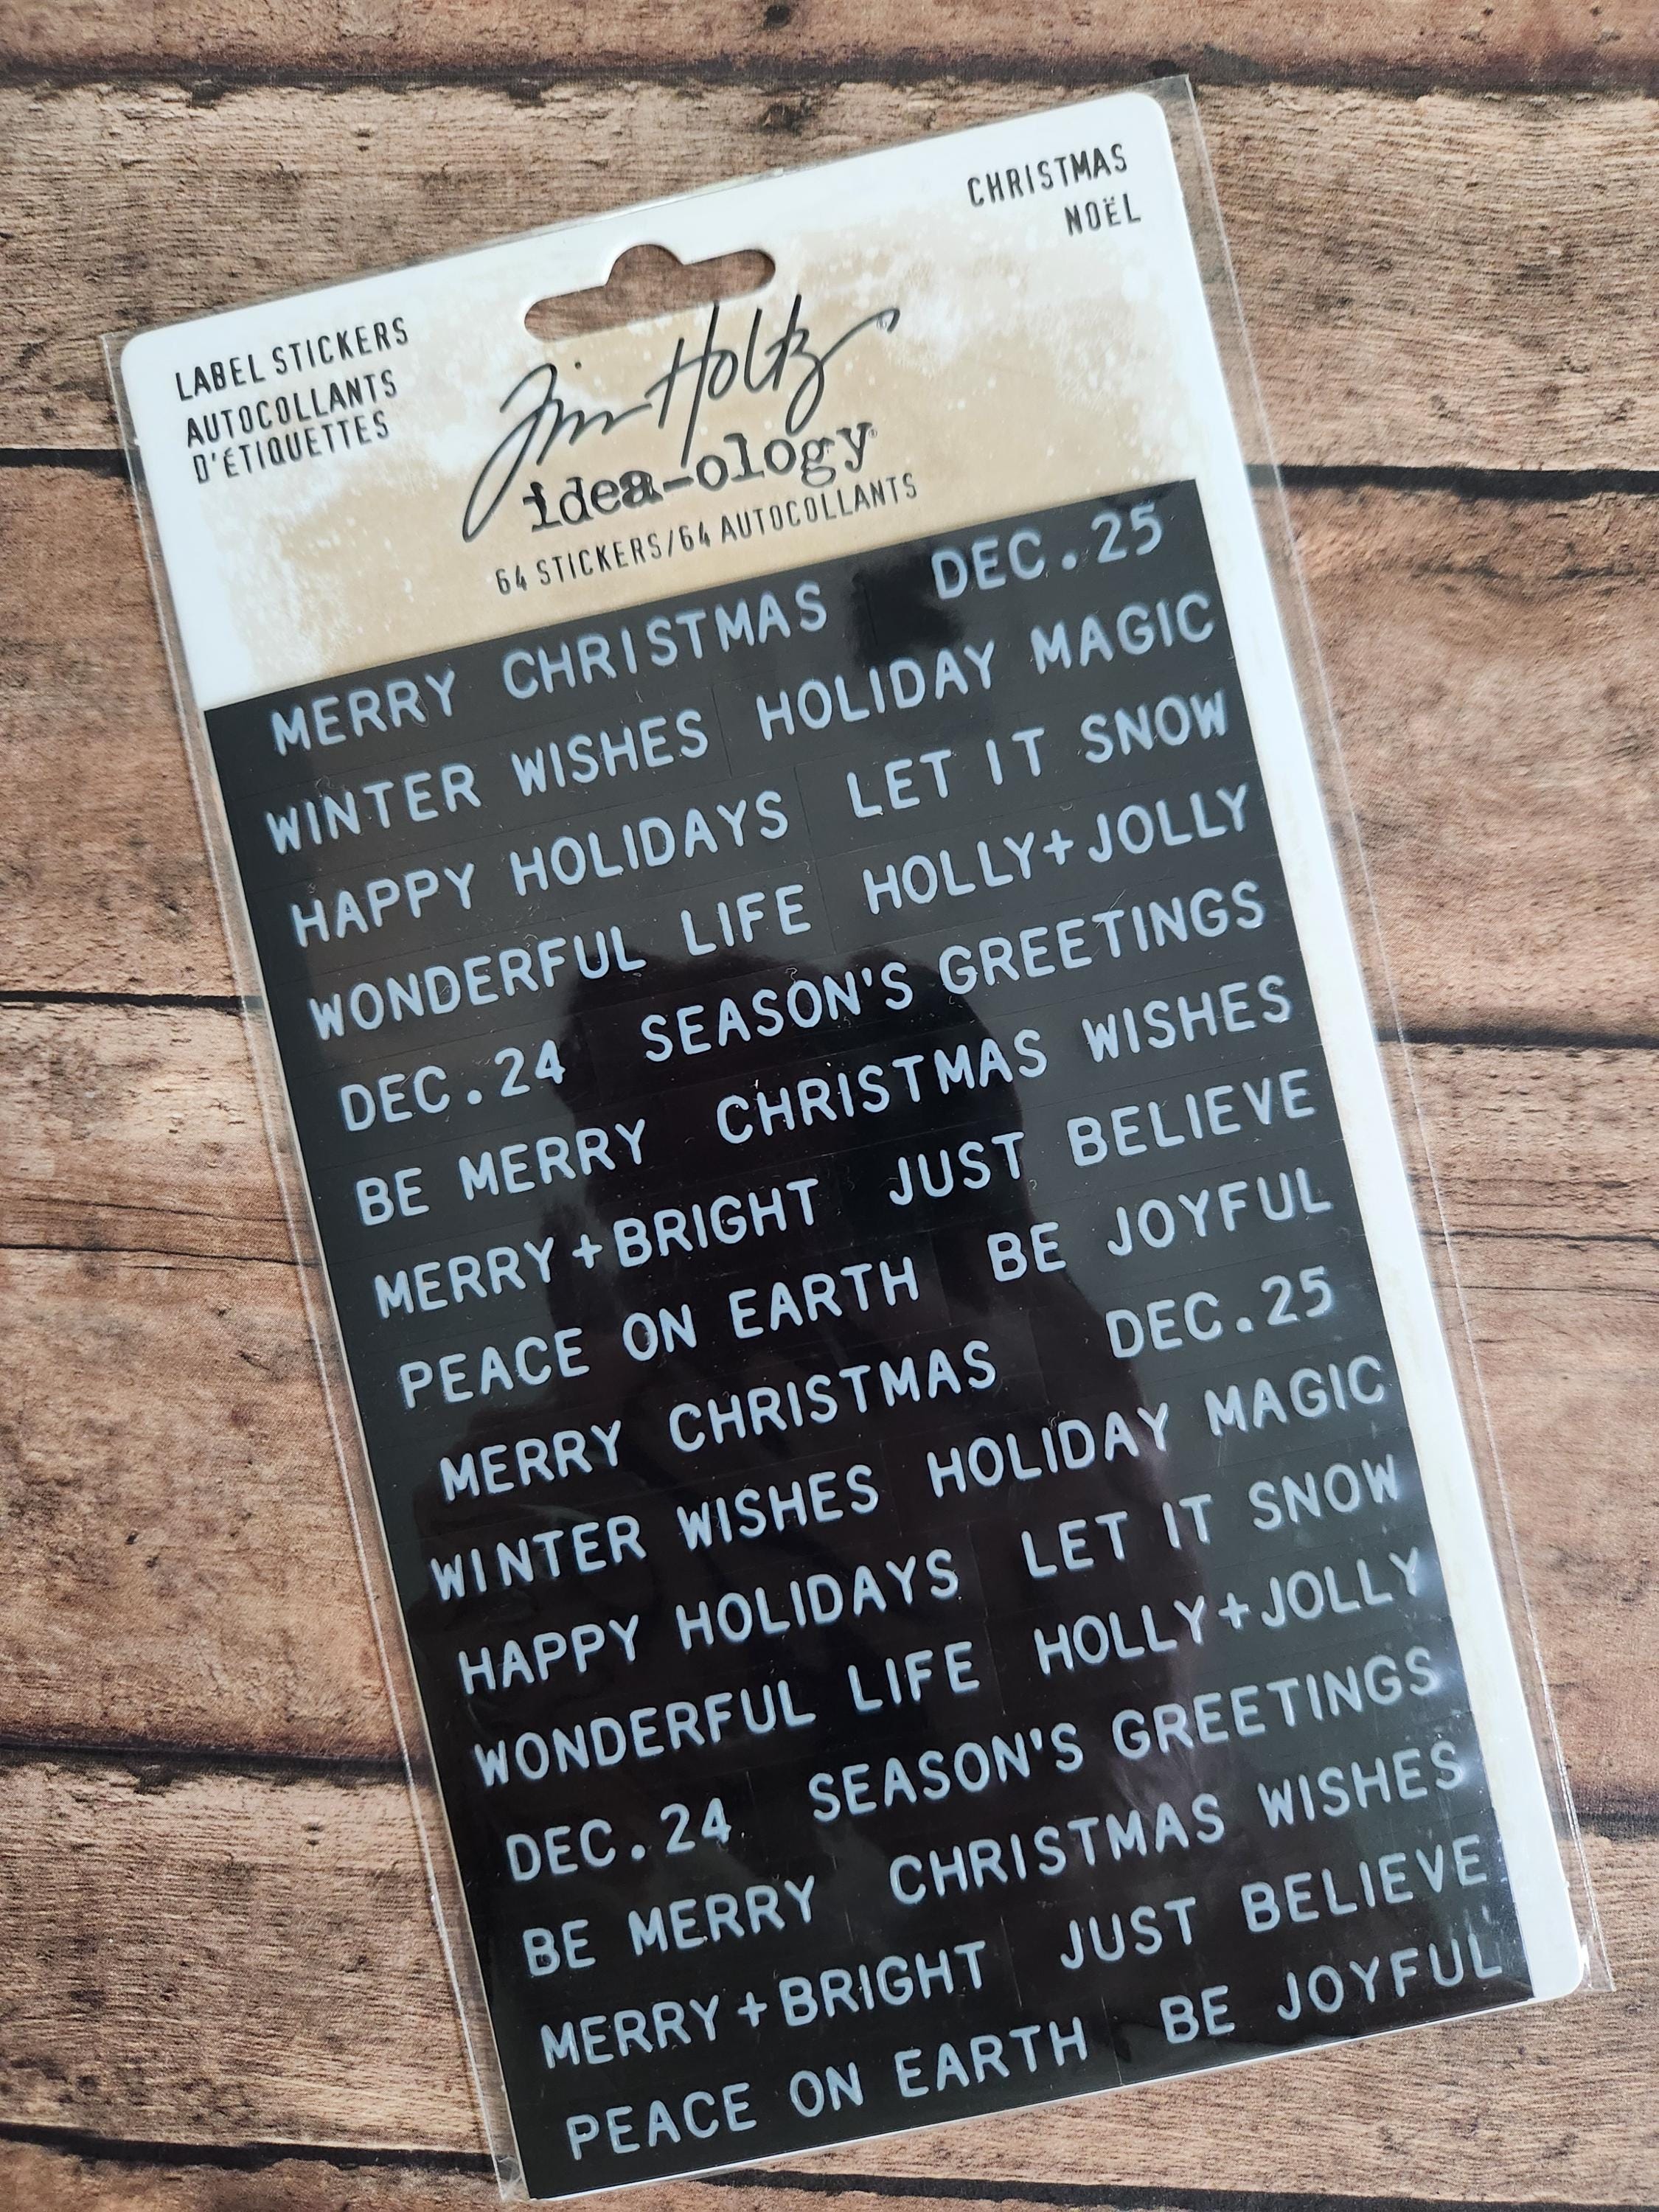 LABEL STICKERS
AUTOCOLLANTS
D'ÉTIQUETTES
CHRISTMAS
NOËL
Tim Holtz
idea-ology
64 STICKERS/64 AUTOCOLLANTS
MERRY CHRISTMAS DEC.25
WINTER WISHES HOLIDAY MAGIC
HAPPY HOLIDAYS LET IT SNOW
WONDERFUL LIFE HOLLY+JOLLY
DEC.24 SEASON'S GREETINGS
BE MERRY CHRISTMAS WISHES
MERRY+BRIGHT JUST BELIEVE
PEACE ON EARTH BE JOYFUL
MERRY CHRISTMAS DEC.25
WINTER WISHES HOLIDAY MAGIC
HAPPY HOLIDAYS LET IT SNOW
WONDERFUL LIFE HOLLY+JOLLY
DEC.24 SEASON'S GREETINGS
BE MERRY CHRISTMAS WISHES
MERRY+BRIGHT JUST BELIEVE
PEACE ON EARTH BE JOYFUL